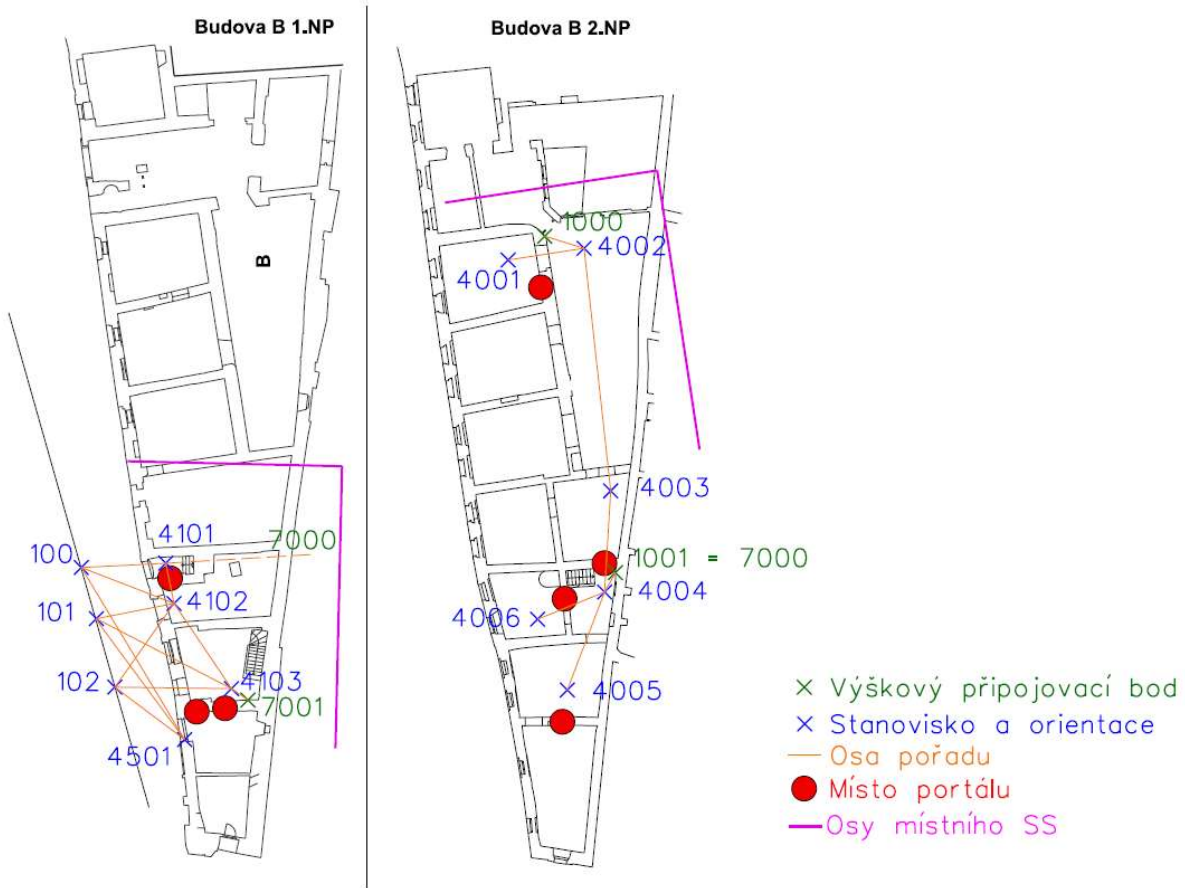 Budova B 1.NP
B
4101
7000
100
4102
101
102
4103
7001
4501
Budova B 2.NP
1000
4002
4001
4003
1001 = 7000
4004
4006
4005
Výškový připojovací bod
Stanovisko a orientace
Osa pořadu
Místo portálu
Osy místního SS